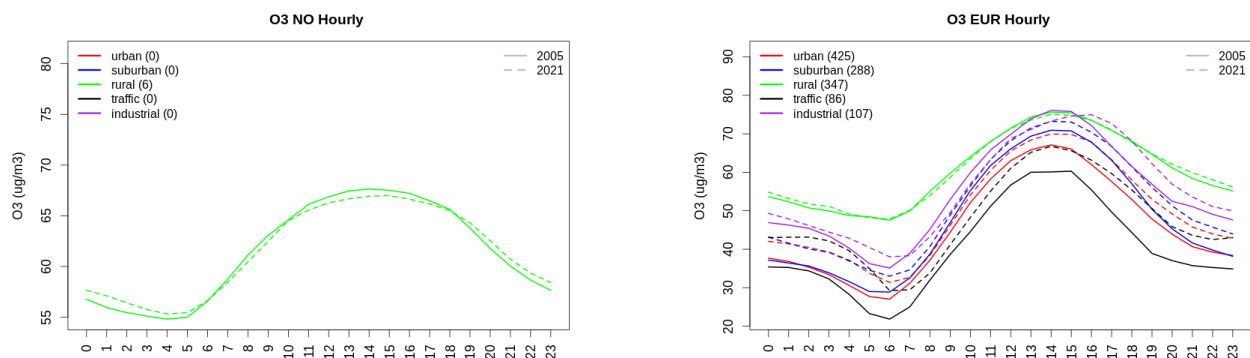 O3 NO Hourly
O3 (ug/m3)
80
75
70
65
60
55
urban (0)
suburban (0)
rural (6)
traffic (0)
industrial (0)
2005
2021
0 1 2 3 4 5 6 7 8 9 10 11 12 13 14 15 16 17 18 19 20 21 22 23
O3 EUR Hourly
O3 (ug/m3)
90
80
70
60
50
40
30
20
urban (425)
suburban (288)
rural (347)
traffic (86)
industrial (107)
2005
2021
0 1 2 3 4 5 6 7 8 9 10 11 12 13 14 15 16 17 18 19 20 21 22 23